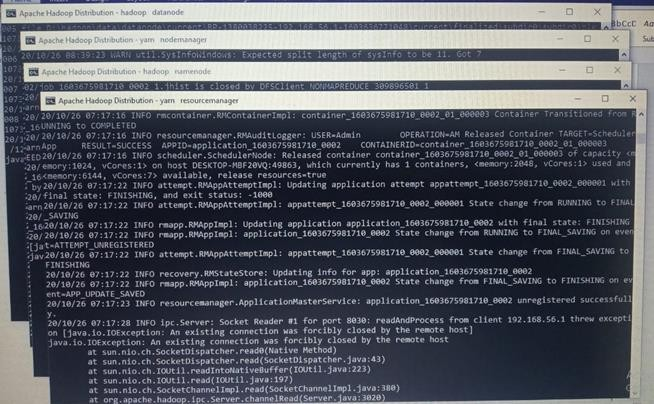 Apache Hadoop Distribution - hadoop datanode
Apache Hadoop Distribution - yarn nodemanager
20/10/26 08:39:23 WARN util.SysInfoWindows: Expected split length of sysInfo to be 11. Got 7
Apache Hadoop Distribution - hadoop namenode
02/job_1603675981710_0002_1.jhist is closed by DFSClient_NONMAPREDUCE_309896501_1
Apache Hadoop Distribution - yarn resourcemanager
20/10/26 07:17:16 INFO rmcontainer.RMContainerImpl: container_1603675981710_0002_01_000003 Container Transitioned from R
UNNING to COMPLETED
20/10/26 07:17:16 INFO resourcemanager.RMAuditLogger: USER=Admin OPERATION=AM Released Container TARGET=Scheduler
App RESULT=SUCCESS APPID=application_1603675981710_0002 CONTAINERID=container_1603675981710_0002_01_000003
20/10/26 07:17:16 INFO scheduler.SchedulerNode: Released container container_1603675981710_0002_01_000003 of capacity <m
emory:1024, vCores:1> on host DESKTOP-MBF20VQ:49863, which currently has 1 containers, <memory:2048, vCores:1> used and
<memory:6144, vCores:7> available, release resources=true
20/10/26 07:17:22 INFO attempt.RMAppAttemptImpl: Updating application attempt appattempt_1603675981710_0002_000001 with
final state: FINISHING, and exit status: -1000
20/10/26 07:17:22 INFO attempt.RMAppAttemptImpl: appattempt_1603675981710_0002_000001 State change from RUNNING to FINAL
_SAVING
20/10/26 07:17:22 INFO rmapp.RMAppImpl: Updating application application_1603675981710_0002 with final state: FINISHING
20/10/26 07:17:22 INFO rmapp.RMAppImpl: application_1603675981710_0002 State change from RUNNING to FINAL_SAVING on even
t=ATTEMPT_UNREGISTERED
20/10/26 07:17:22 INFO attempt.RMAppAttemptImpl: appattempt_1603675981710_0002_000001 State change from FINAL_SAVING to
FINISHING
20/10/26 07:17:22 INFO recovery.RMStateStore: Updating info for app: application_1603675981710_0002
20/10/26 07:17:22 INFO rmapp.RMAppImpl: application_1603675981710_0002 State change from FINAL_SAVING to FINISHING on ev
ent=APP_UPDATE_SAVED
20/10/26 07:17:23 INFO resourcemanager.ApplicationMasterService: application_1603675981710_0002 unregistered successfull
y.
20/10/26 07:17:28 INFO ipc.Server: Socket Reader #1 for port 8030: readAndProcess from client 192.168.56.1 threw excepti
on [java.io.IOException: An existing connection was forcibly closed by the remote host]
java.io.IOException: An existing connection was forcibly closed by the remote host
at sun.nio.ch.SocketDispatcher.read0(Native Method)
at sun.nio.ch.SocketDispatcher.read(SocketDispatcher.java:43)
at sun.nio.ch.IOUtil.readIntoNativeBuffer(IOUtil.java:223)
at sun.nio.ch.IOUtil.read(IOUtil.java:197)
at sun.nio.ch.SocketChannelImpl.read(SocketChannelImpl.java:380)
at org.apache.hadoop.ipc.Server.channelRead(Server.java:3020)